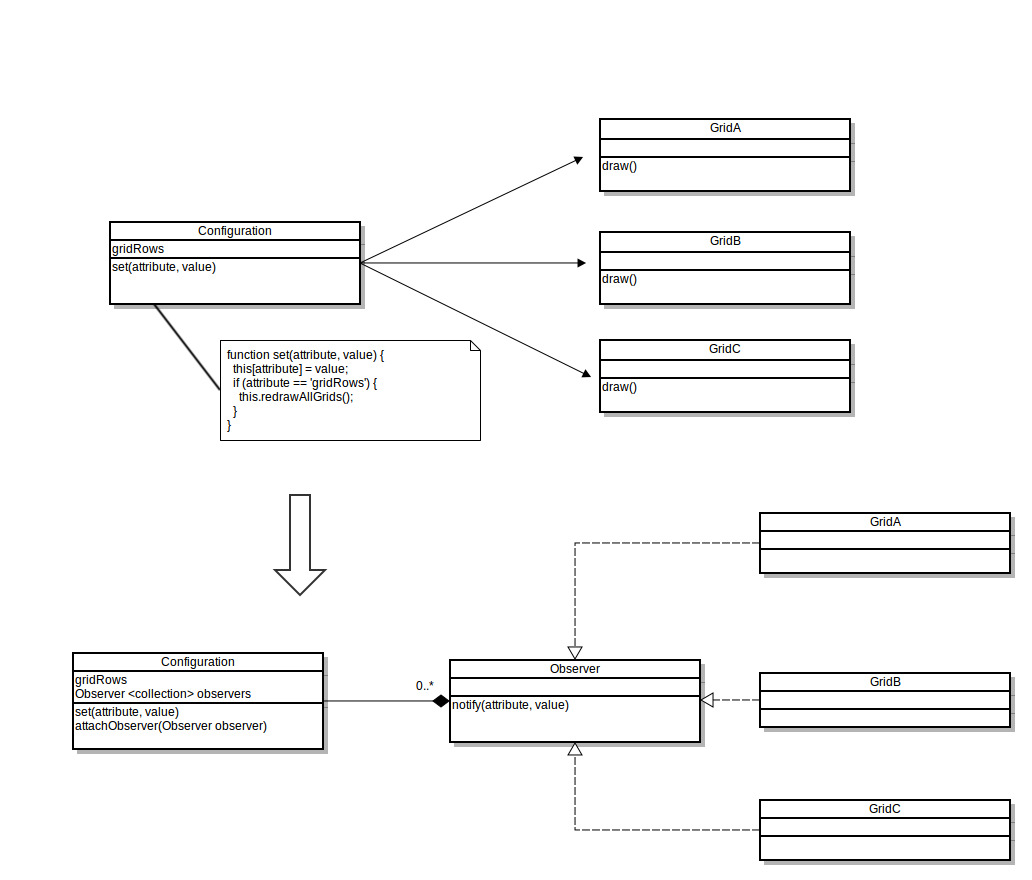 GridA
draw()
Configuration
gridRows
set(attribute, value)
GridB
draw()
GridC
draw()
function set(attribute, value) {
this[attribute] = value;
if (attribute == 'gridRows') {
this.redrawAllGrids();
}
}
GridA
Configuration
gridRows
Observer <collection> observers
set(attribute, value)
attachObserver(Observer observer)
0..*
Observer
notify(attribute, value)
GridB
GridC